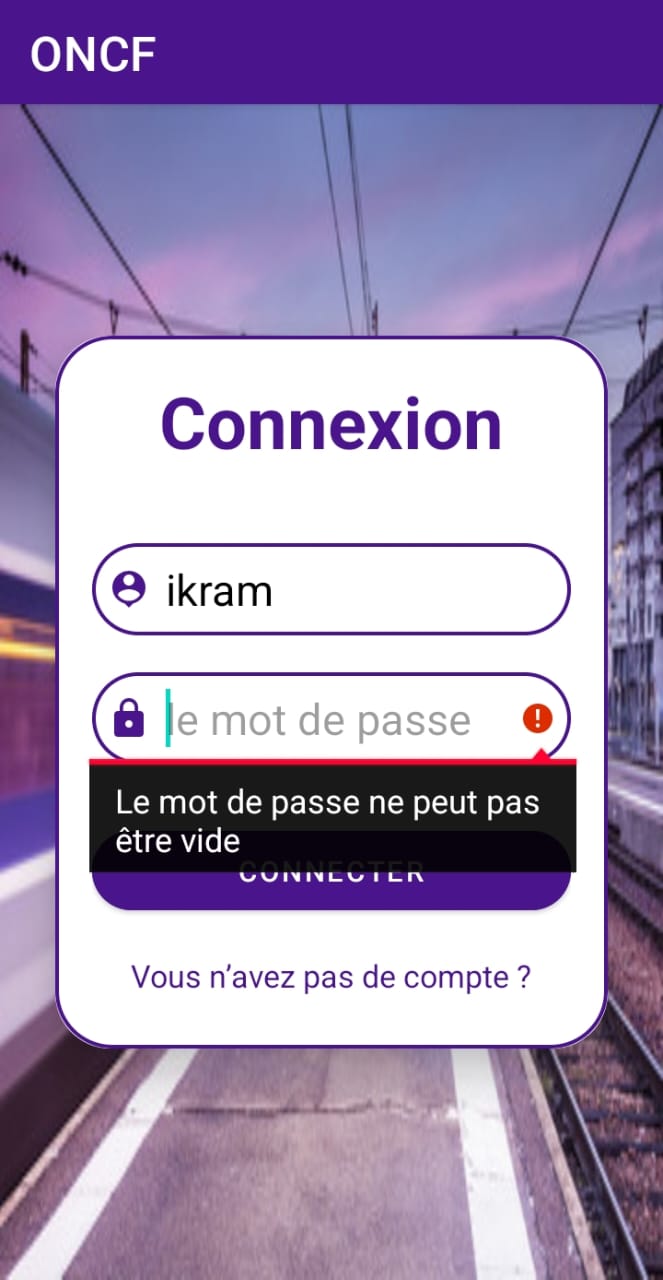 ONCF
Connexion
ikram
le mot de passe
Le mot de passe ne peut pas
être vide
CONNECTER
Vous n’avez pas de compte ?